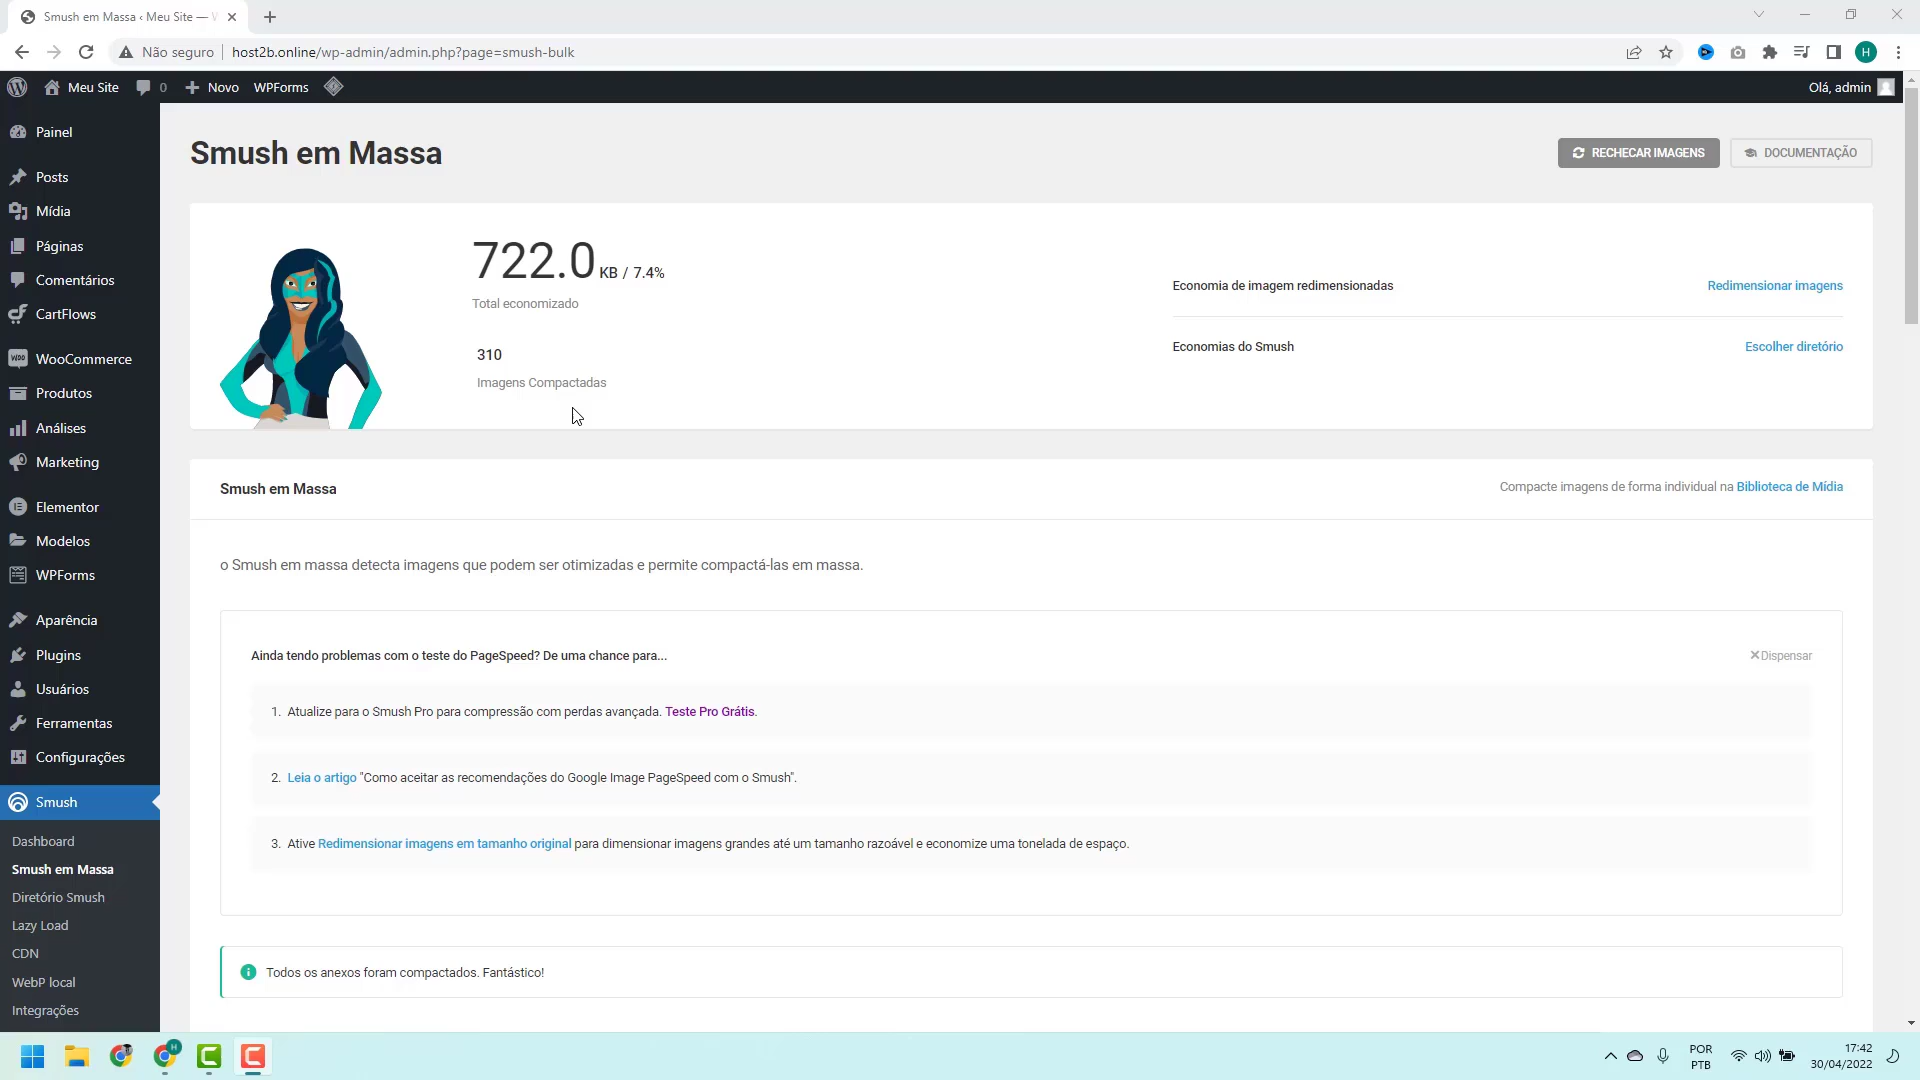 Smush em Massa ‹ Meu Site —
Não seguro
host2b.online/wp-admin/admin.php?page=smush-bulk
H
Meu Site
0
Novo
WPForms
Olá, admin
Painel
Posts
Mídia
Páginas
Comentários
CartFlows
WooCommerce
Produtos
Análises
Marketing
Elementor
Modelos
WPForms
Aparência
Plugins
Usuários
Ferramentas
Configurações
Smush
Dashboard
Smush em Massa
Diretório Smush
Lazy Load
CDN
WebP local
Integrações
Smush em Massa
RECHECAR IMAGENS
DOCUMENTAÇÃO
722.0 KB / 7.4%
Total economizado
310
Imagens Compactadas
Economia de imagem redimensionadas
Redimensionar imagens
Economias do Smush
Escolher diretório
Smush em Massa
Compacte imagens de forma individual na Biblioteca de Mídia
o Smush em massa detecta imagens que podem ser otimizadas e permite compactá-las em massa.
Ainda tendo problemas com o teste do PageSpeed? De uma chance para...
Dispensar
1. Atualize para o Smush Pro para compressão com perdas avançada. Teste Pro Grátis.
2. Leia o artigo "Como aceitar as recomendações do Google Image PageSpeed com o Smush".
3. Ative Redimensionar imagens em tamanho original para dimensionar imagens grandes até um tamanho razoável e economize uma tonelada de espaço.
Todos os anexos foram compactados. Fantástico!
POR
PTB
17:42
30/04/2022